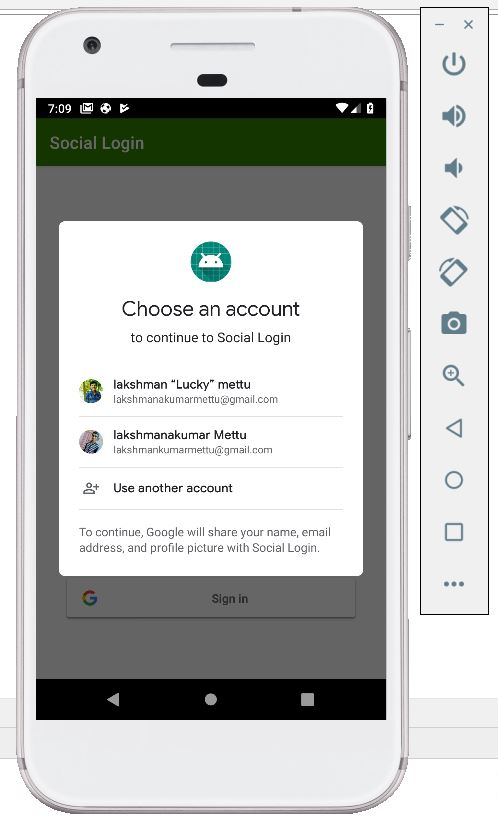 7:09
Social Login
Choose an account
to continue to Social Login
lakshman “Lucky” mettu
lakshmanakumarmettu@gmail.com
lakshmanakumar Mettu
lakshmankumarmettu@gmail.com
Use another account
To continue, Google will share your name, email
address, and profile picture with Social Login.
Sign in